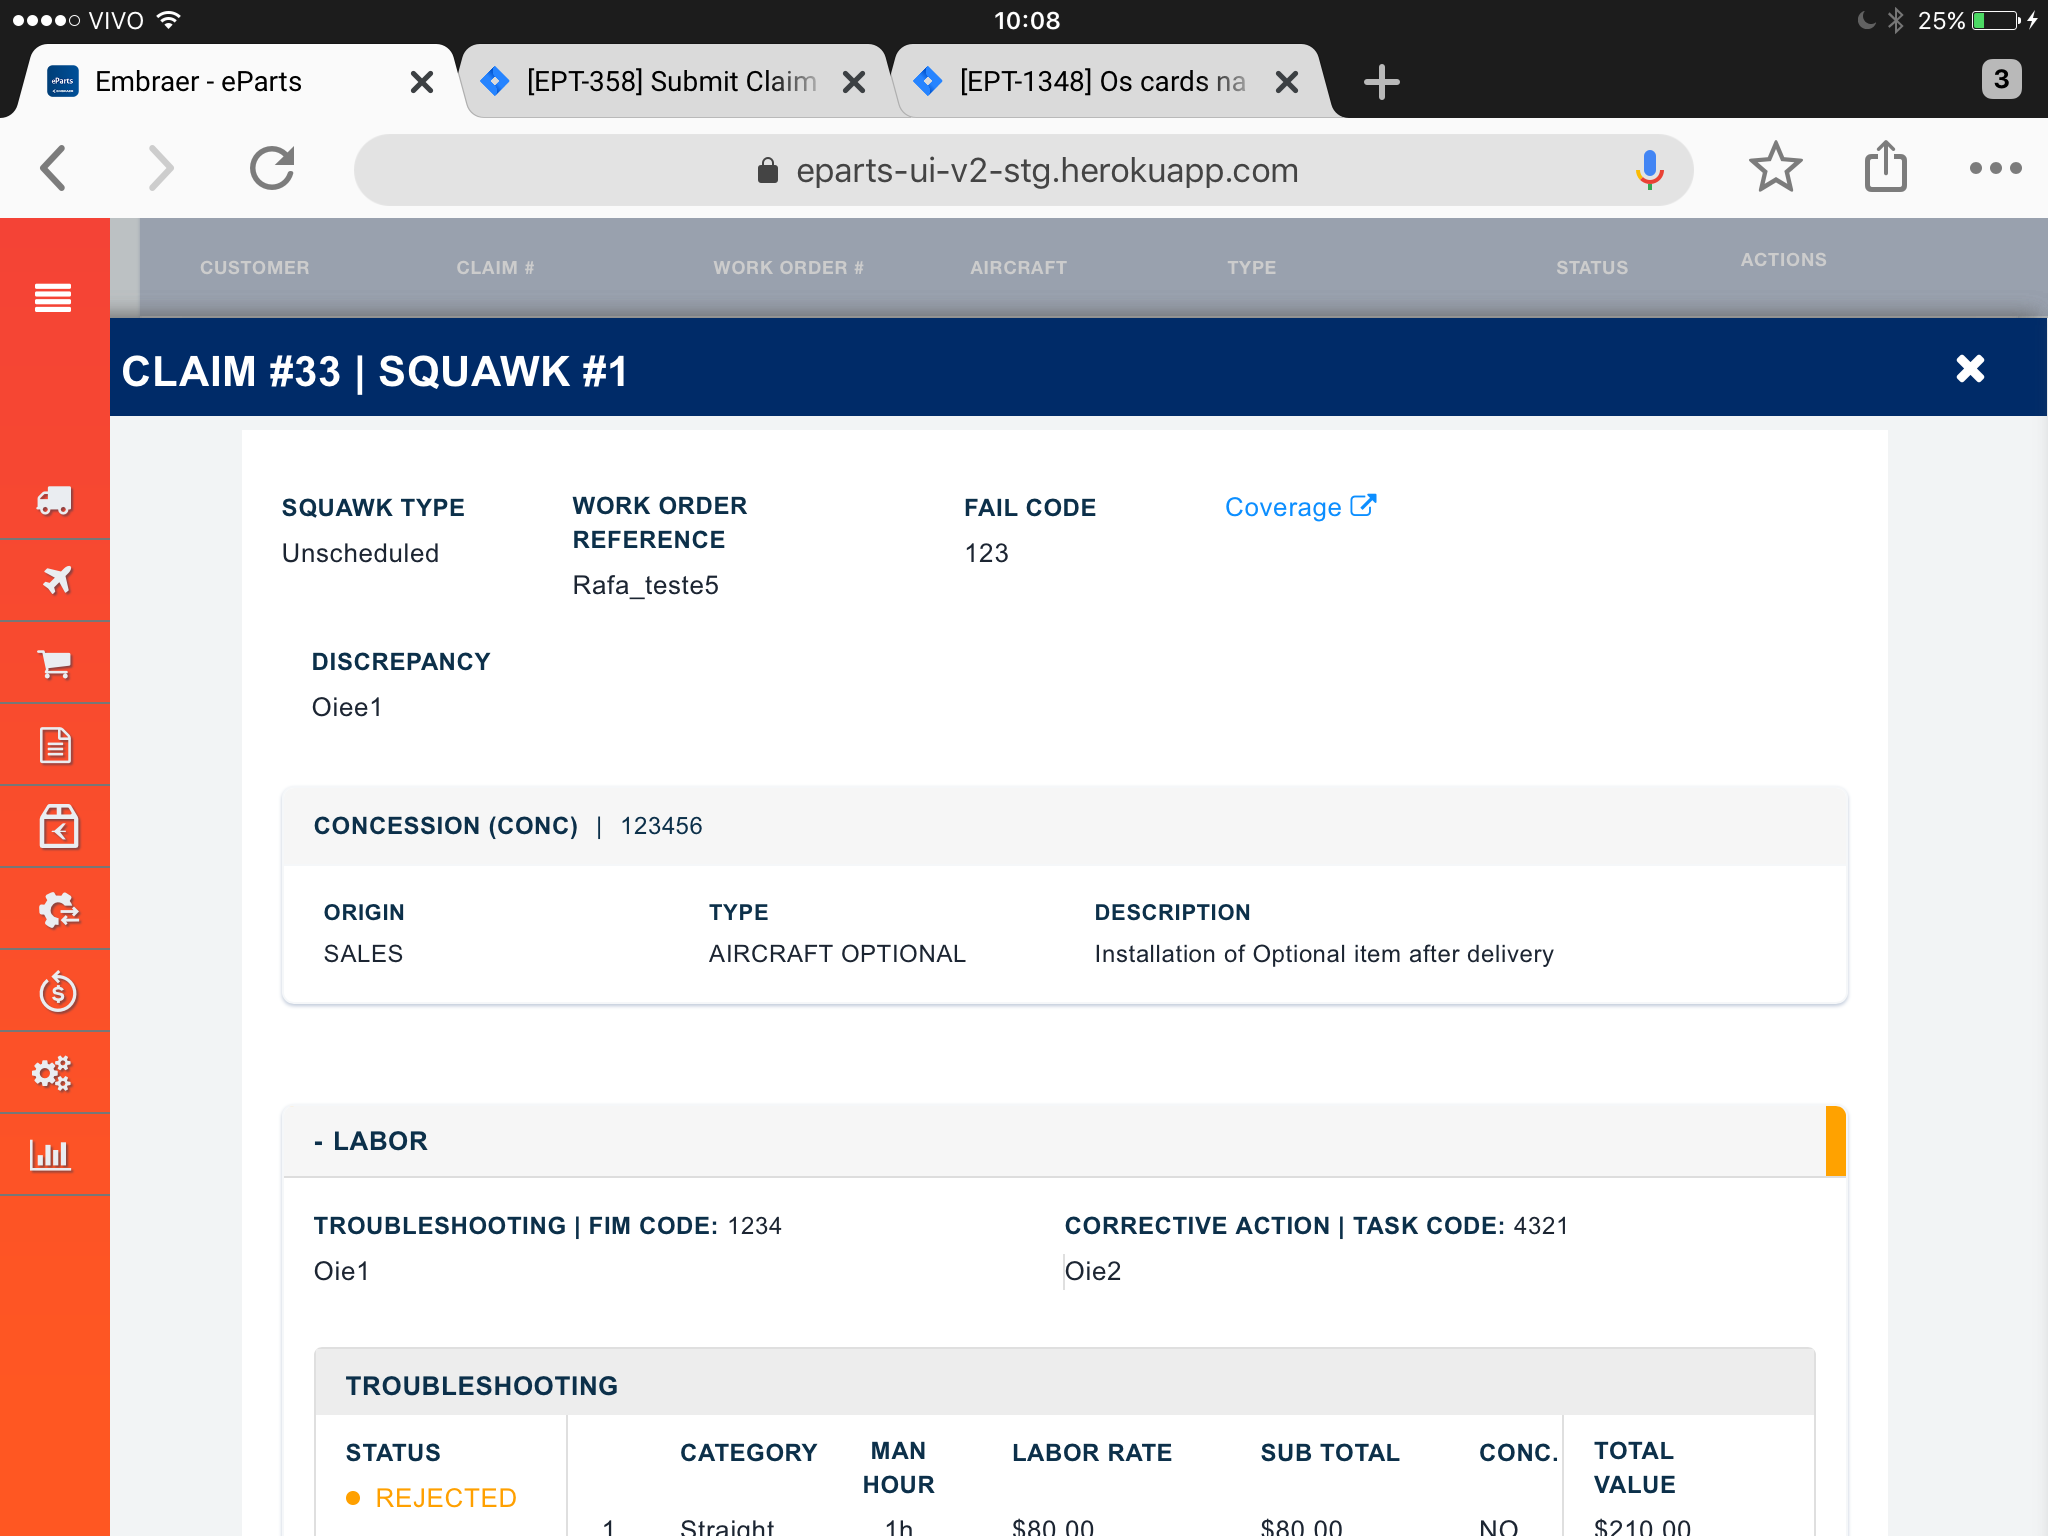 VIVO 10:08 25%
Embraer - eParts [EPT-358] Submit Claim [EPT-1348] Os cards na 3
eparts-ui-v2-stg.herokuapp.com
CUSTOMER CLAIM # WORK ORDER # AIRCRAFT TYPE STATUS ACTIONS
CLAIM #33 | SQUAWK #1
SQUAWK TYPE WORK ORDER FAIL CODE Coverage
REFERENCE
Unscheduled 123
Rafa_teste5
DISCREPANCY
Oiee1
CONCESSION (CONC) | 123456
ORIGIN TYPE DESCRIPTION
SALES AIRCRAFT OPTIONAL Installation of Optional item after delivery
- LABOR
TROUBLESHOOTING | FIM CODE: 1234 CORRECTIVE ACTION | TASK CODE: 4321
Oie1 Oie2
TROUBLESHOOTING
STATUS CATEGORY MAN LABOR RATE SUB TOTAL CONC. TOTAL
HOUR VALUE
REJECTED
1 Straight 1h $80.00 $80.00 NO $210.00